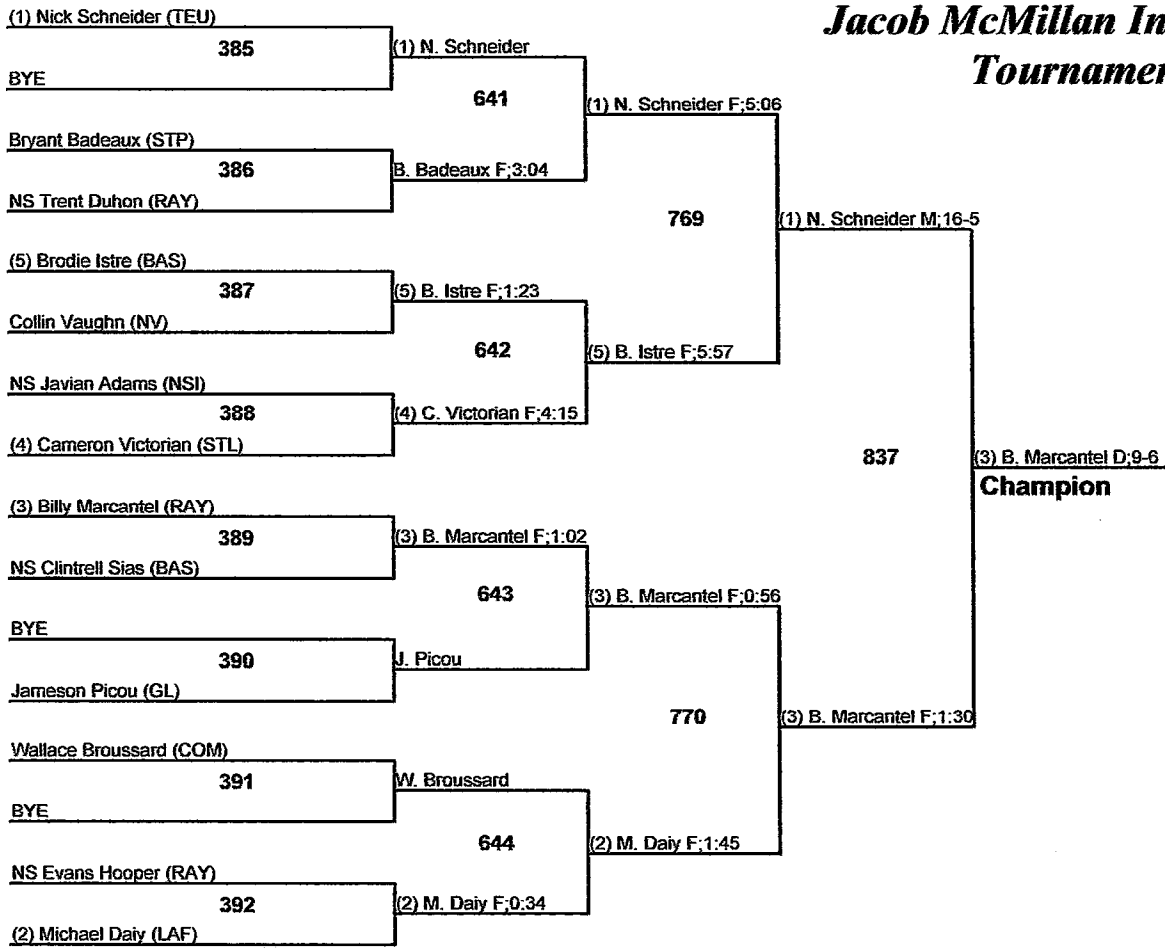 Jacob McMillan In
Tournamer
(1) Nick Schneider (TEU)
385
BYE
(1) N. Schneider
641
Bryant Badeaux (STP)
386
NS Trent Duhon (RAY)
B. Badeaux F;3:04
(1) N. Schneider F;5:06
769
(5) Brodie Istre (BAS)
387
Collin Vaughn (NV)
(5) B. Istre F;1:23
642
NS Javian Adams (NSI)
388
(4) Cameron Victorian (STL)
(4) C. Victorian F;4:15
(5) B. Istre F;5:57
(1) N. Schneider M;16-5
837
(3) Billy Marcantel (RAY)
389
NS Clintrell Sias (BAS)
(3) B. Marcantel F;1:02
643
BYE
390
Jameson Picou (GL)
J. Picou
(3) B. Marcantel F;0:56
770
Wallace Broussard (COM)
391
BYE
W. Broussard
644
NS Evans Hooper (RAY)
392
(2) Michael Daiy (LAF)
(2) M. Daiy F;0:34
(2) M. Daiy F;1:45
(3) B. Marcantel F;1:30
(3) B. Marcantel D;9-6
Champion